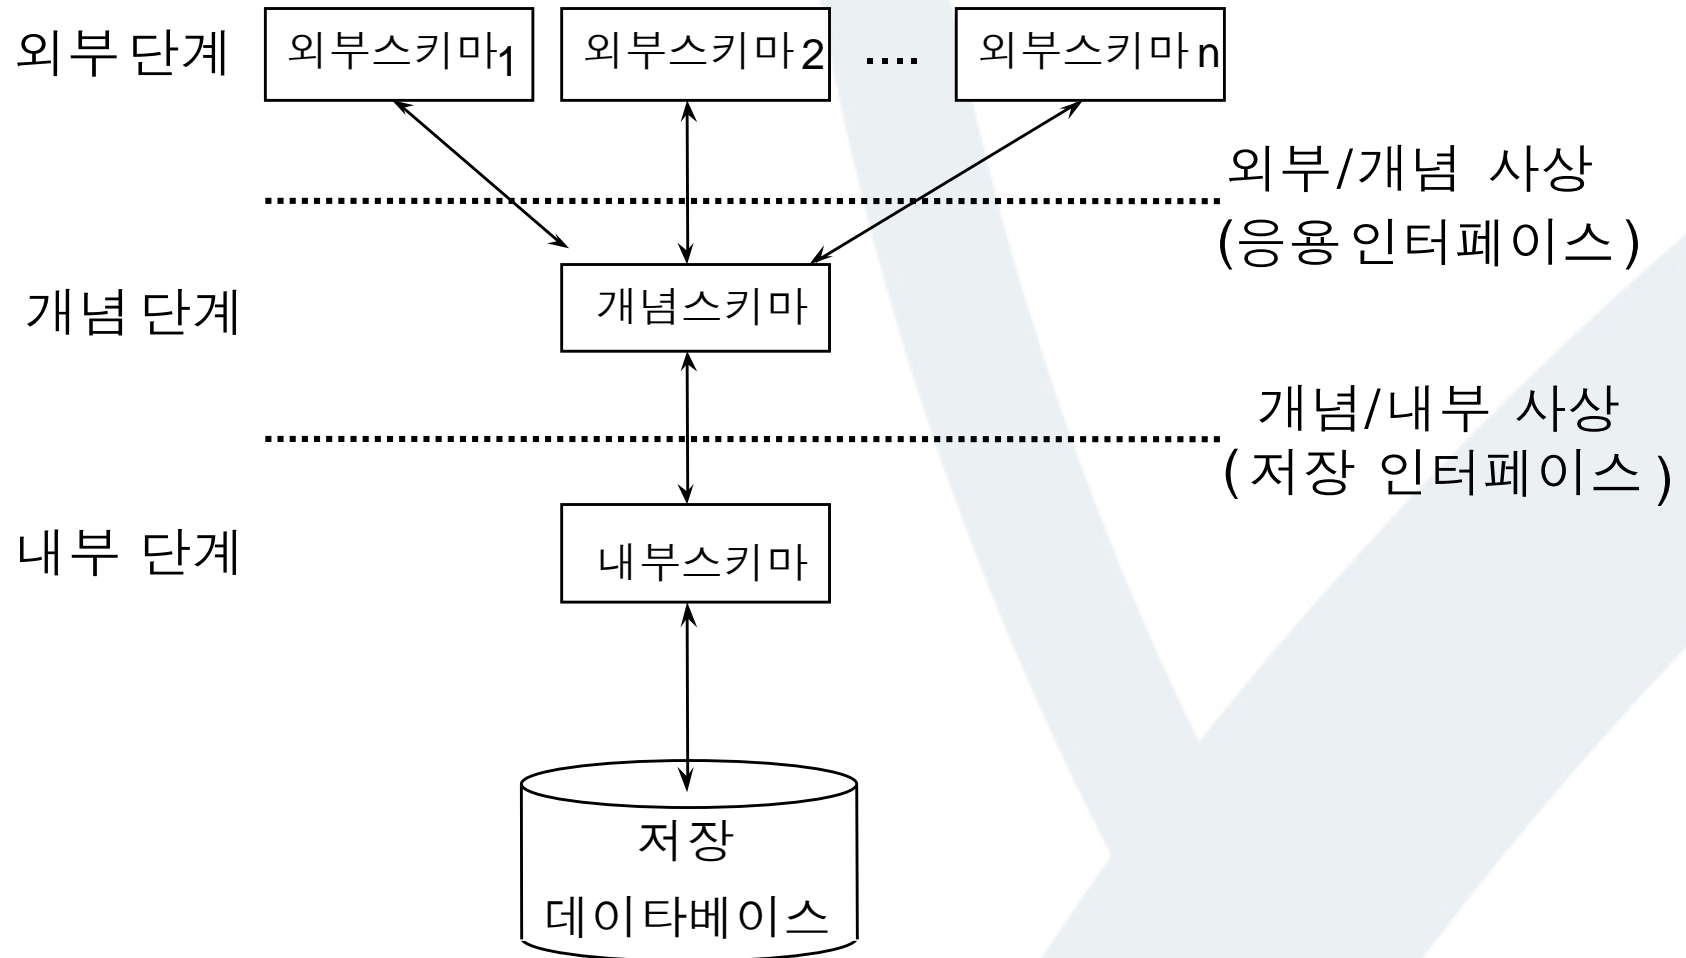 외부 단계
외부스키마1
외부스키마2
....
외부스키마n
외부/개념 사상
(응용 인터페이스)
개념 단계
개념스키마
개념/내부 사상
(저장 인터페이스)
내부 단계
내부스키마
저장
데이타베이스